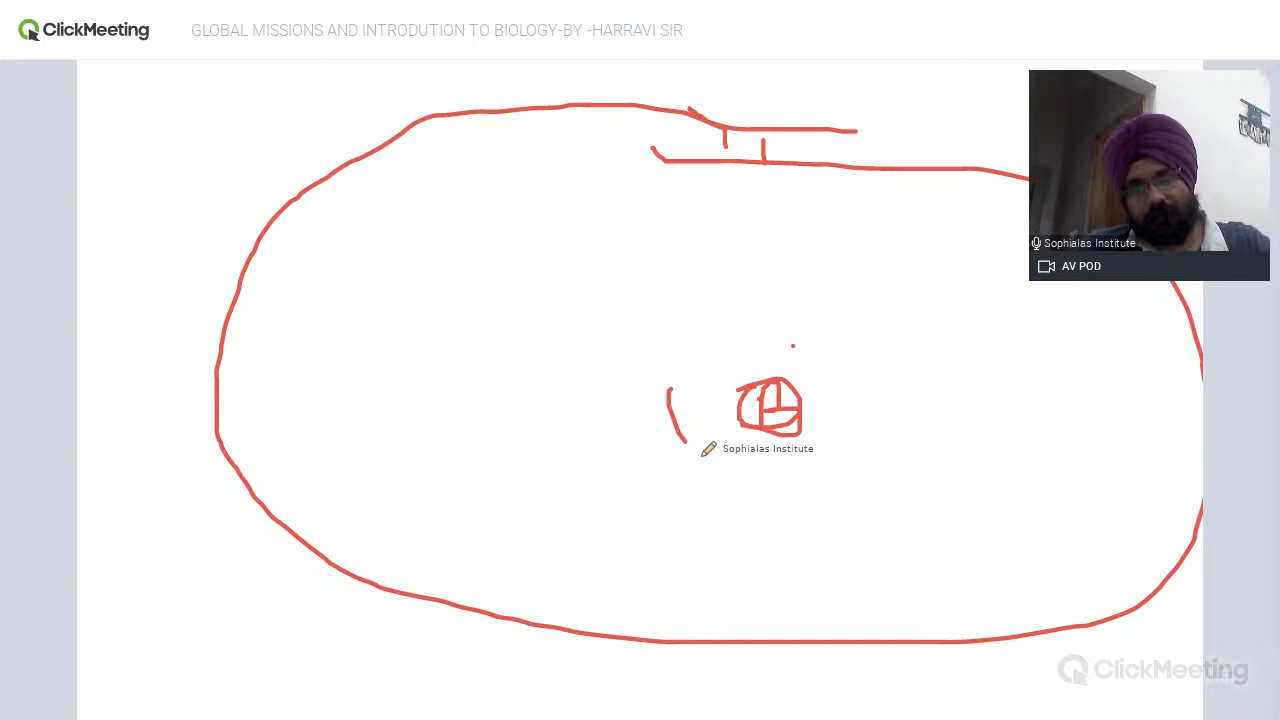 ClickMeeting
GLOBAL MISSIONS AND INTRODUTION TO BIOLOGY-BY -HARRAVI SIR
Sophialas Institute
AV POD
Sophialas Institute
ClickMeeting